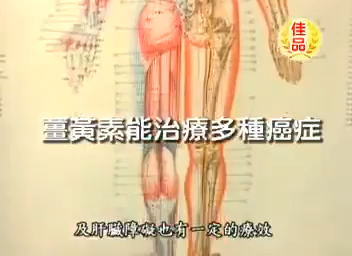 佳
品
薑黃素能治療多種癌症
及肝臟障礙也有一定的療效